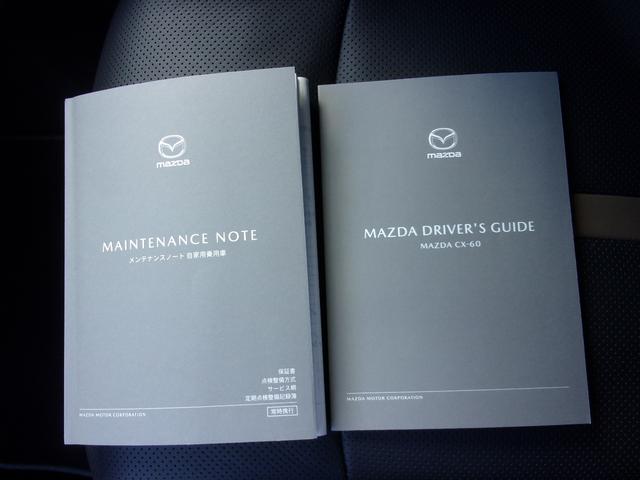 mazda
MAINTENANCE NOTE
メンテナンスノート 自家用乗用車
保証書
点検整備方式
サービス網
定期点検整備記録簿
MAZDA MOTOR CORPORATION
常時携行
mazda
MAZDA DRIVER'S GUIDE
MAZDA CX-60
MAZDA MOTOR CORPORATION